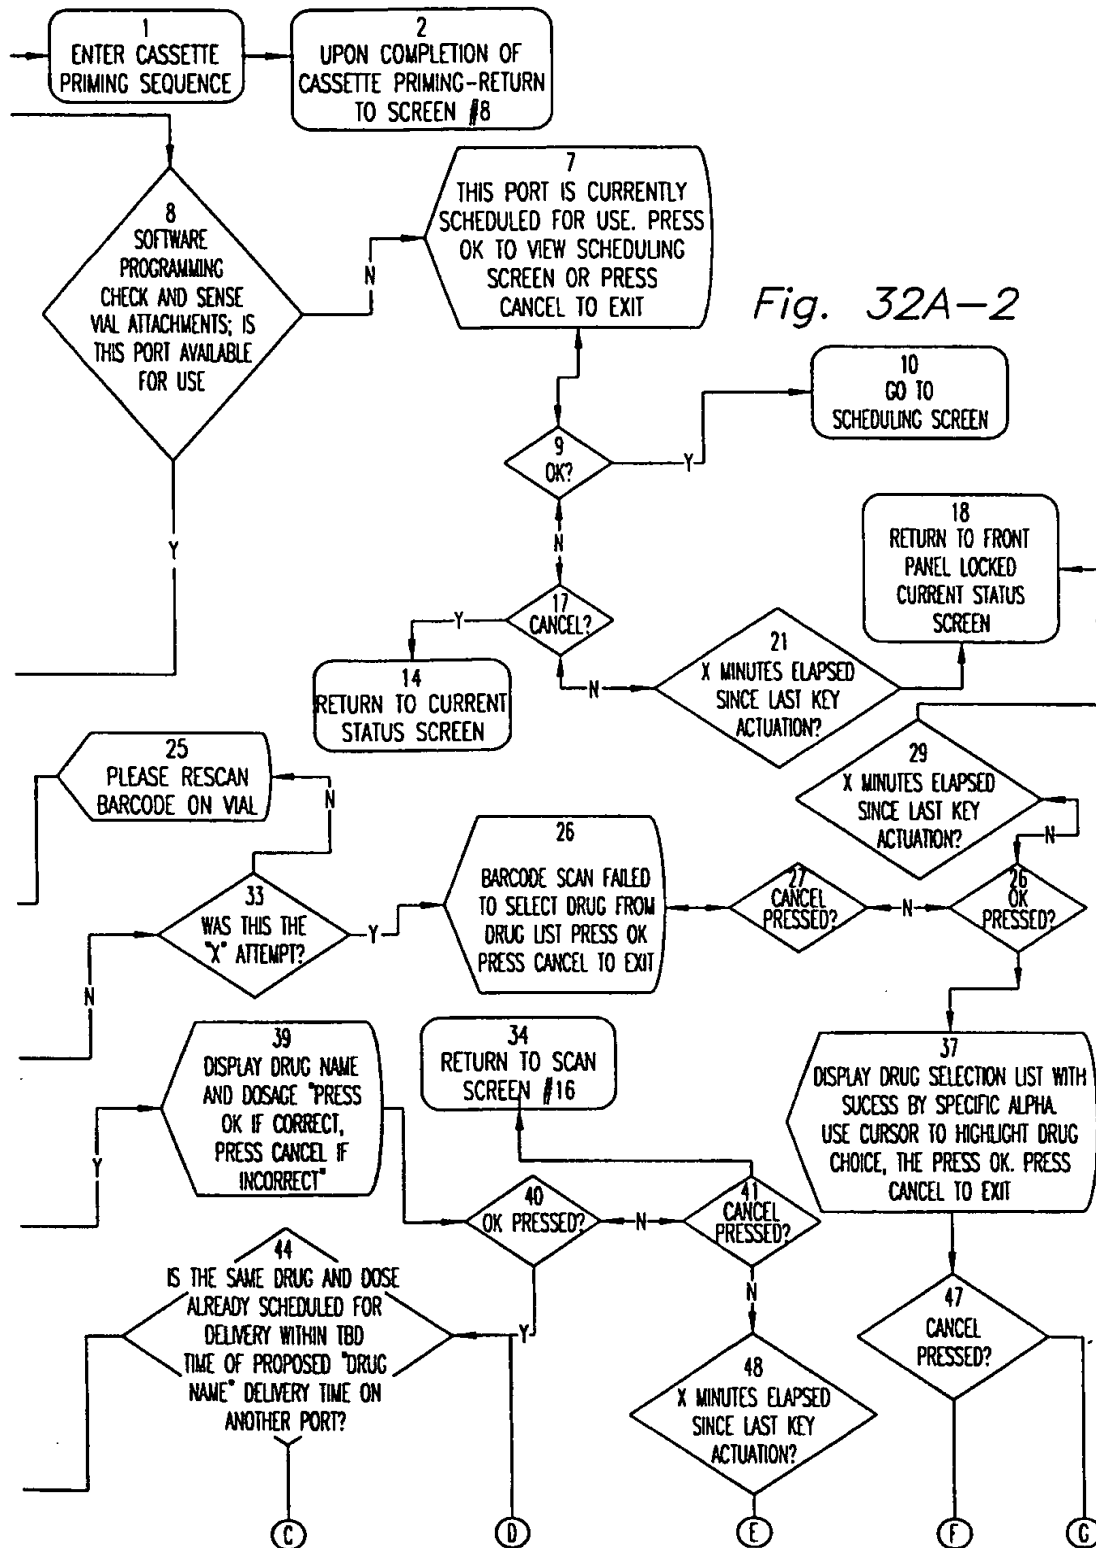 1
ENTER CASSETTE
PRIMING SEQUENCE
2
UPON COMPLETION OF
CASSETTE PRIMING-RETURN
TO SCREEN #8
8
SOFTWARE
PROGRAMMING
CHECK AND SENSE
VIAL ATTACHMENTS; IS
THIS PORT AVAILABLE
FOR USE
N
Y
7
THIS PORT IS CURRENTLY
SCHEDULED FOR USE. PRESS
OK TO VIEW SCHEDULING
SCREEN OR PRESS
CANCEL TO EXIT
Fig. 32A-2
10
GO TO
SCHEDULING SCREEN
9
OK?
Y
N
17
CANCEL?
Y
N
14
RETURN TO CURRENT
STATUS SCREEN
18
RETURN TO FRONT
PANEL LOCKED
CURRENT STATUS
SCREEN
21
X MINUTES ELAPSED
SINCE LAST KEY
ACTUATION?
25
PLEASE RESCAN
BARCODE ON VIAL
N
29
X MINUTES ELAPSED
SINCE LAST KEY
ACTUATION?
N
33
WAS THIS THE
"X" ATTEMPT?
Y
N
26
BARCODE SCAN FAILED
TO SELECT DRUG FROM
DRUG LIST PRESS OK
PRESS CANCEL TO EXIT
27
CANCEL
PRESSED?
N
26
OK
PRESSED?
39
DISPLAY DRUG NAME
AND DOSAGE "PRESS
OK IF CORRECT,
PRESS CANCEL IF
INCORRECT"
Y
34
RETURN TO SCAN
SCREEN #16
37
DISPLAY DRUG SELECTION LIST WITH
SUCESS BY SPECIFIC ALPHA.
USE CURSOR TO HIGHLIGHT DRUG
CHOICE, THE PRESS OK. PRESS
CANCEL TO EXIT
40
OK PRESSED?
N
Y
41
CANCEL
PRESSED?
N
44
IS THE SAME DRUG AND DOSE
ALREADY SCHEDULED FOR
DELIVERY WITHIN TBD
TIME OF PROPOSED "DRUG
NAME" DELIVERY TIME ON
ANOTHER PORT?
48
X MINUTES ELAPSED
SINCE LAST KEY
ACTUATION?
47
CANCEL
PRESSED?
C
D
E
F
G